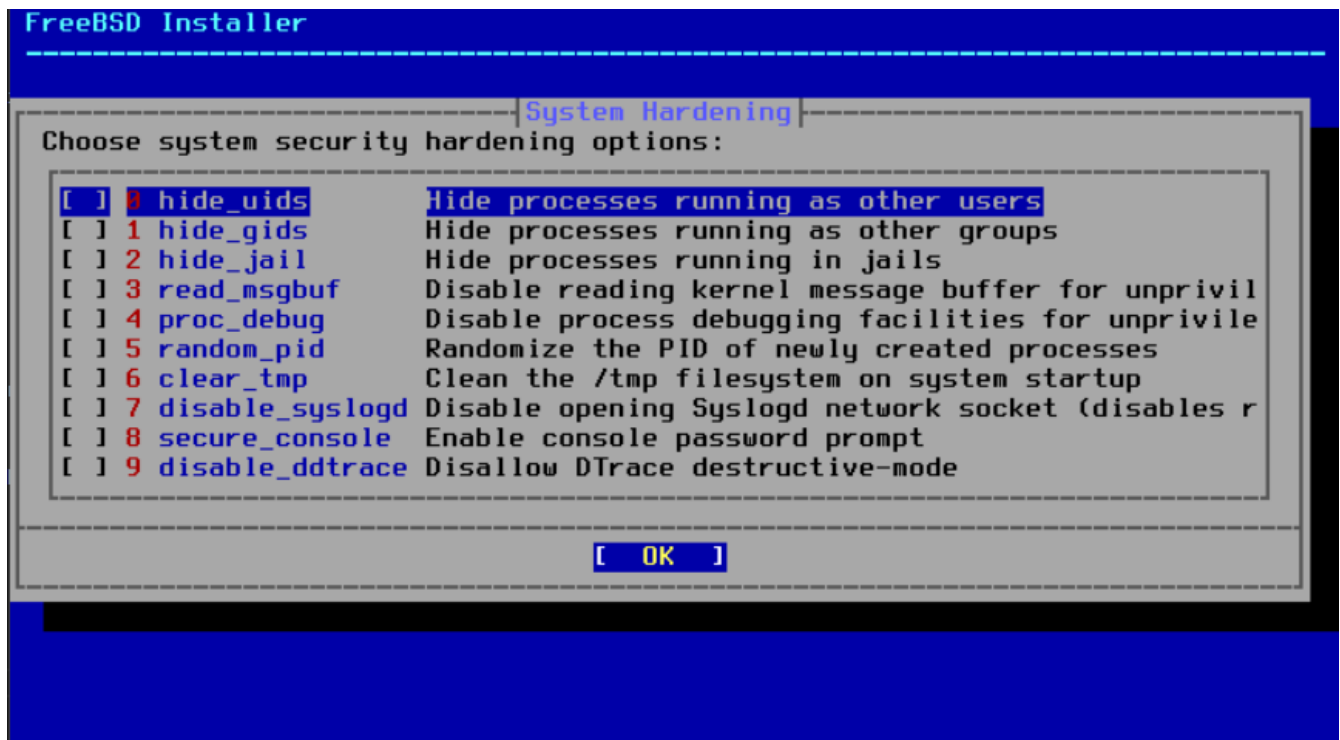 FreeBSD Installer
System Hardening
Choose system security hardening options:
[ ] 0 hide_uids Hide processes running as other users
[ ] 1 hide_gids Hide processes running as other groups
[ ] 2 hide_jail Hide processes running in jails
[ ] 3 read_msgbuf Disable reading kernel message buffer for unprivil
[ ] 4 proc_debug Disable process debugging facilities for unprivile
[ ] 5 random_pid Randomize the PID of newly created processes
[ ] 6 clear_tmp Clean the /tmp filesystem on system startup
[ ] 7 disable_syslogd Disable opening Syslogd network socket (disables r
[ ] 8 secure_console Enable console password prompt
[ ] 9 disable_ddtrace Disallow DTrace destructive-mode
[ OK ]